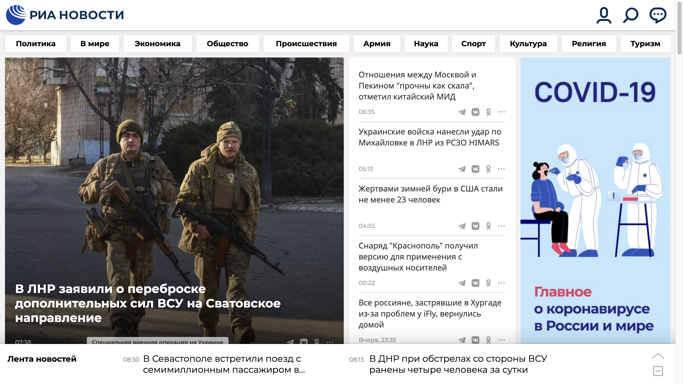 РИА НОВОСТИ
Политика В мире Экономика Общество Происшествия Армия Наука Спорт Культура Религия Туризм
В ЛНР заявили о переброске
дополнительных сил ВСУ на Сватовское
направление
07:38 Специальная военная операция на Украине
Отношения между Москвой и
Пекином "прочны как скала",
отметил китайский МИД
06:35
Украинские войска нанесли удар по
Михайловке в ЛНР из РСЗО HIMARS
05:13
Жертвами зимней бури в США стали
не менее 23 человек
04:55
Снаряд "Краснополь" получил
версию для применения с
воздушных носителей
00:22
Все россияне, застрявшие в Хургаде
из-за проблем у iFly, вернулись
домой
Вчера, 23:35
COVID-19
Главное
о коронавирусе
в России и мире
Лента новостей
08:30 В Севастополе встретили поезд с
семимиллионным пассажиром в...
08:13 В ДНР при обстрелах со стороны ВСУ
ранены четыре человека за сутки